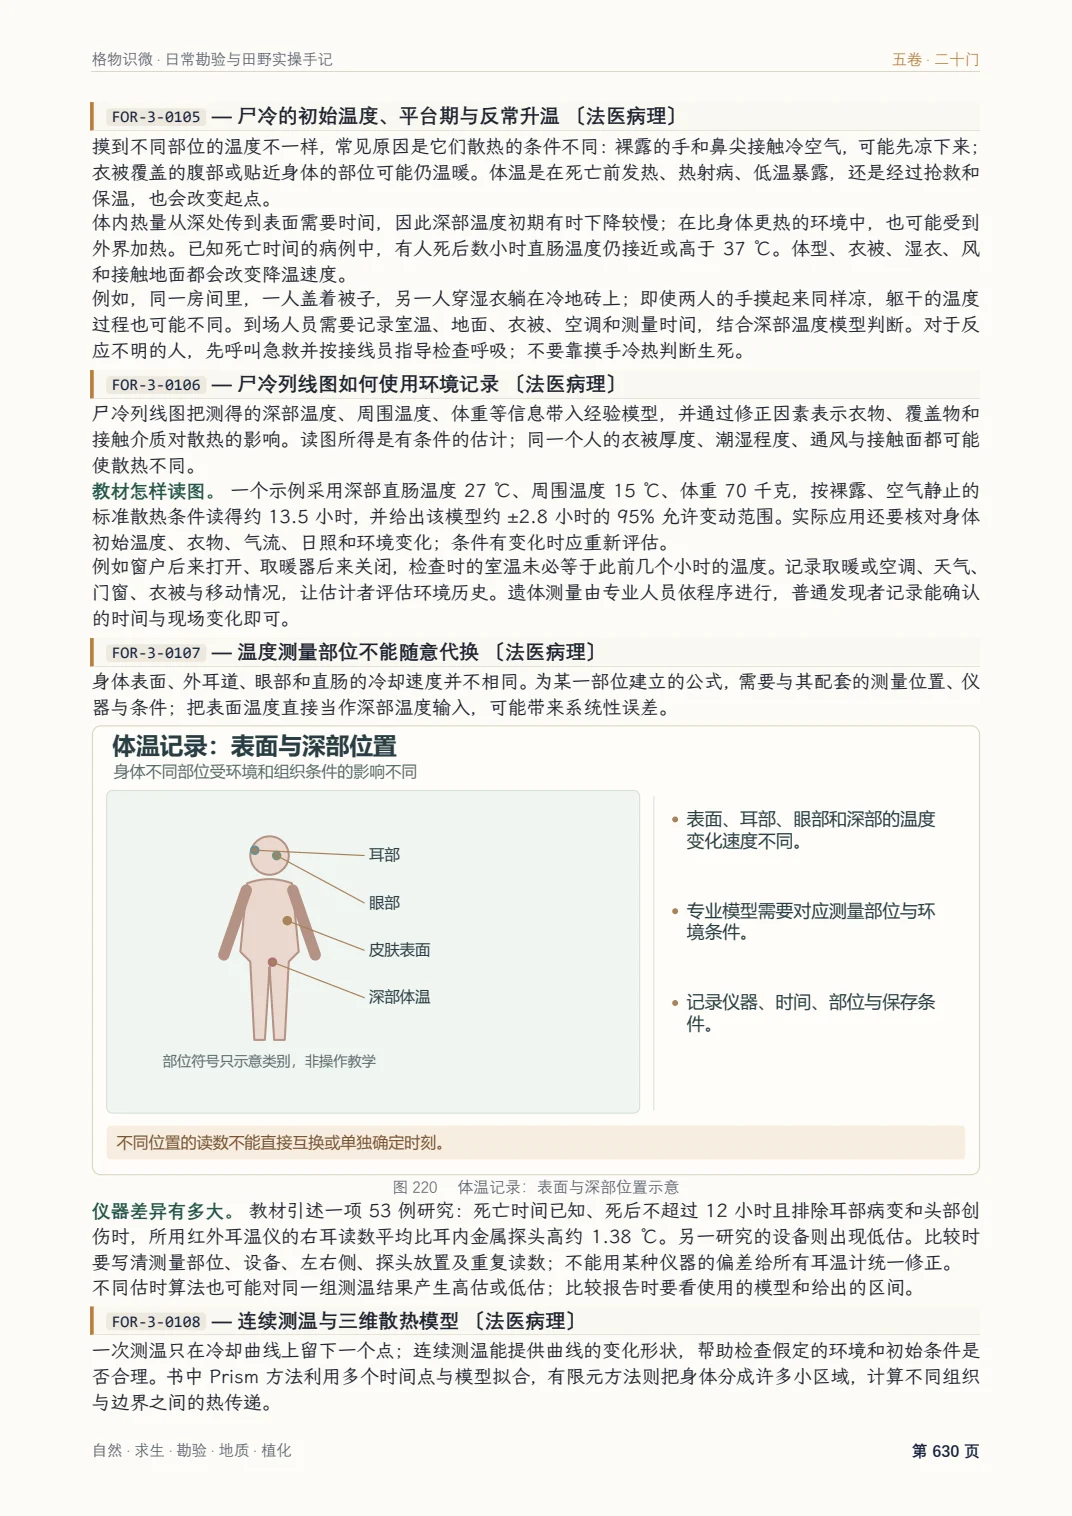 格物识微 · 日常勘验与田野实操手记
五卷 · 二十门
FOR-3-0105 — 尸冷的初始温度、平台期与反常升温 〔法医病理〕
摸到不同部位的温度不一样，常见原因是它们散热的条件不同：裸露的手和鼻尖接触冷空气，可能先凉下来；
衣被覆盖的腹部或贴近身体的部位可能仍温暖。体温是在死亡前发热、热射病、低温暴露，还是经过抢救和
保温，也会改变起点。
体内热量从深处传到表面需要时间，因此深部温度初期有时下降较慢；在比身体更热的环境中，也可能受到
外界加热。已知死亡时间的病例中，有人死后数小时直肠温度仍接近或高于 37 ℃。体型、衣被、湿衣、风
和接触地面都会改变降温速度。
例如，同一房间里，一人盖着被子，另一人穿湿衣躺在冷地砖上；即使两人的手摸起来同样凉，躯干的温度
过程也可能不同。到场人员需要记录室温、地面、衣被、空调和测量时间，结合深部温度模型判断。对于反
应不明的人，先呼叫急救并按接线员指导检查呼吸；不要靠摸手冷热判断生死。
FOR-3-0106 — 尸冷列线图如何使用环境记录 〔法医病理〕
尸冷列线图把测得的深部温度、周围温度、体重等信息带入经验模型，并通过修正因素表示衣物、覆盖物和
接触介质对散热的影响。读图所得是有条件的估计；同一个人的衣被厚度、潮湿程度、通风与接触面都可能
使散热不同。
教材怎样读图。 一个示例采用深部直肠温度 27 ℃、周围温度 15 ℃、体重 70 千克，按裸露、空气静止的
标准散热条件读得约 13.5 小时，并给出该模型约 ±2.8 小时的 95% 允许变动范围。实际应用还要核对身体
初始温度、衣物、气流、日照和环境变化；条件有变化时应重新评估。
例如窗户后来打开、取暖器后来关闭，检查时的室温未必等于此前几个小时的温度。记录取暖或空调、天气、
门窗、衣被与移动情况，让估计者评估环境历史。遗体测量由专业人员依程序进行，普通发现者记录能确认
的时间与现场变化即可。
FOR-3-0107 — 温度测量部位不能随意代换 〔法医病理〕
身体表面、外耳道、眼部和直肠的冷却速度并不相同。为某一部位建立的公式，需要与其配套的测量位置、仪
器与条件；把表面温度直接当作深部温度输入，可能带来系统性误差。
体温记录：表面与深部位置
身体不同部位受环境和组织条件的影响不同
耳部
眼部
皮肤表面
深部体温
部位符号只示意类别，非操作教学
• 表面、耳部、眼部和深部的温度
变化速度不同。
• 专业模型需要对应测量部位与环
境条件。
• 记录仪器、时间、部位与保存条
件。
不同位置的读数不能直接互换或单独确定时刻。
图 220 体温记录：表面与深部位置示意
仪器差异有多大。 教材引述一项 53 例研究：死亡时间已知、死后不超过 12 小时且排除耳部病变和头部创
伤时，所用红外耳温仪的右耳读数平均比耳内金属探头高约 1.38 ℃。另一研究的设备则出现低估。比较时
要写清测量部位、设备、左右侧、探头放置及重复读数；不能用某种仪器的偏差给所有耳温计统一修正。
不同估时算法也可能对同一组测温结果产生高估或低估；比较报告时要看使用的模型和给出的区间。
FOR-3-0108 — 连续测温与三维散热模型 〔法医病理〕
一次测温只在冷却曲线上留下一个点；连续测温能提供曲线的变化形状，帮助检查假定的环境和初始条件是
否合理。书中 Prism 方法利用多个时间点与模型拟合，有限元方法则把身体分成许多小区域，计算不同组织
与边界之间的热传递。
自然 · 求生 · 勘验 · 地质 · 植化
第 630 页